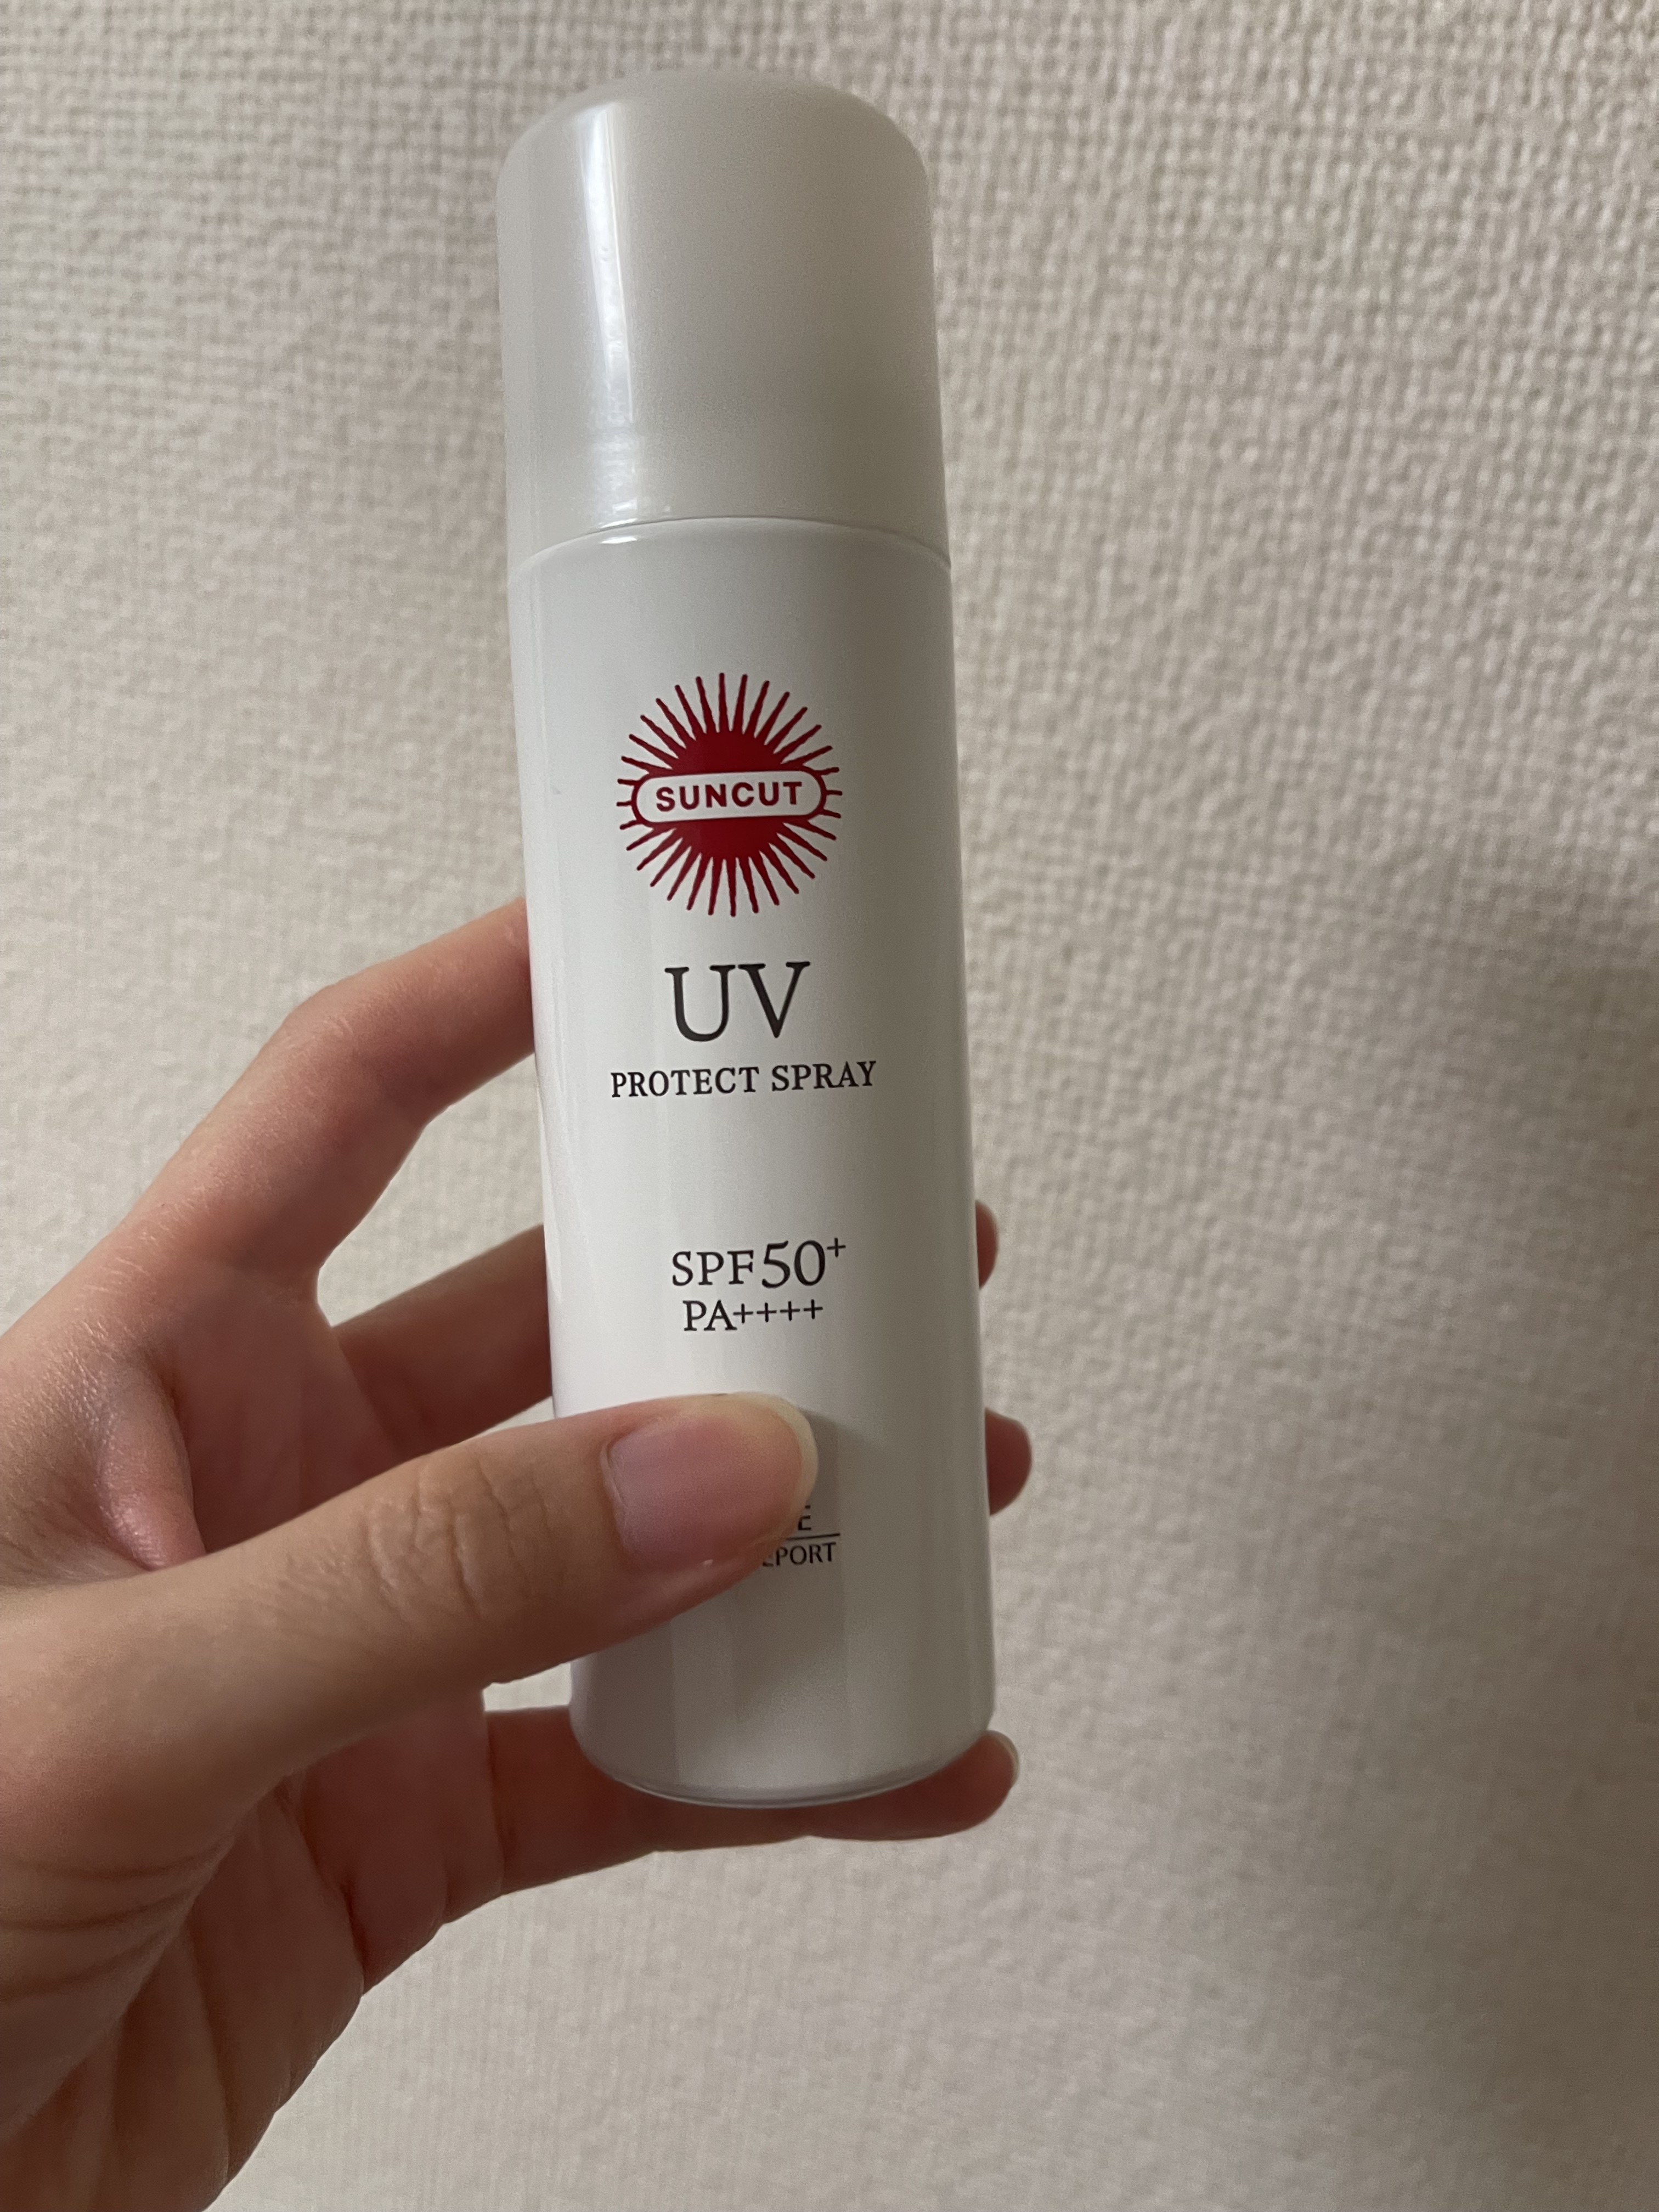 SUNCUT
UV
PROTECT SPRAY
SPF50+
PA++++